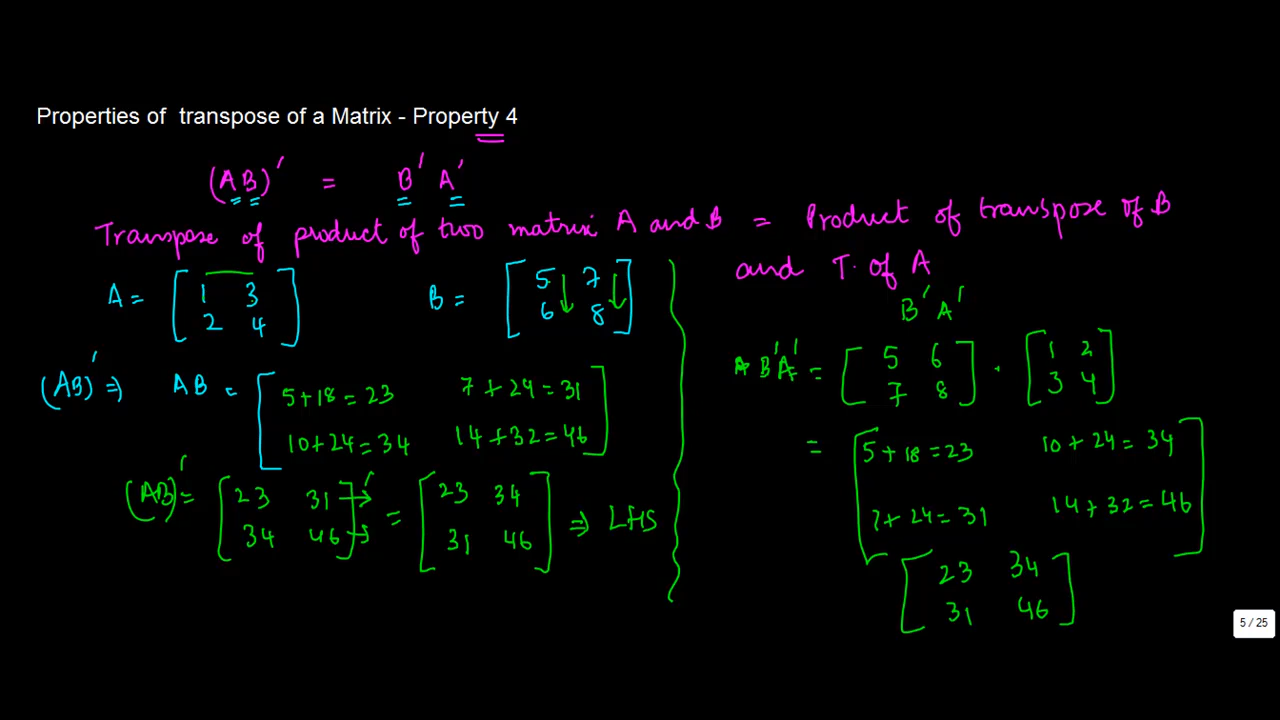 Properties of transpose of a Matrix - Property 4
(AB)' = B' A'
Transpose of product of two matrix A and B = Product of transpose of B
and T. of A
A = [ 1 3
2 4 ]
B = [ 5 7
6 8 ]
(AB)' => AB = [ 5+18=23 7+24=31
10+24=34 14+32=46 ]
(AB)' = [ 23 31
34 46 ]' = [ 23 34
31 46 ] => LHS
B' A'
B'A' = [ 5 6
7 8 ] . [ 1 2
3 4 ]
= [ 5+18=23 10+24=34
7+24=31 14+32=46 ]
[ 23 34
31 46 ]
5 / 25